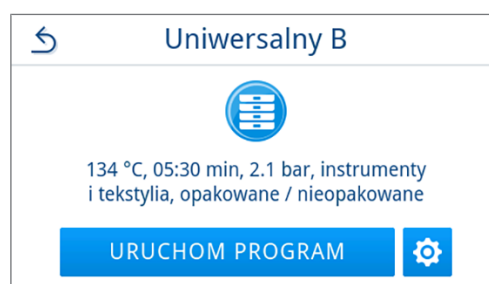 Uniwersalny B
134 °C, 05:30 min, 2.1 bar, instrumenty
i tekstylia, opakowane / nieopakowane
URUCHOM PROGRAM